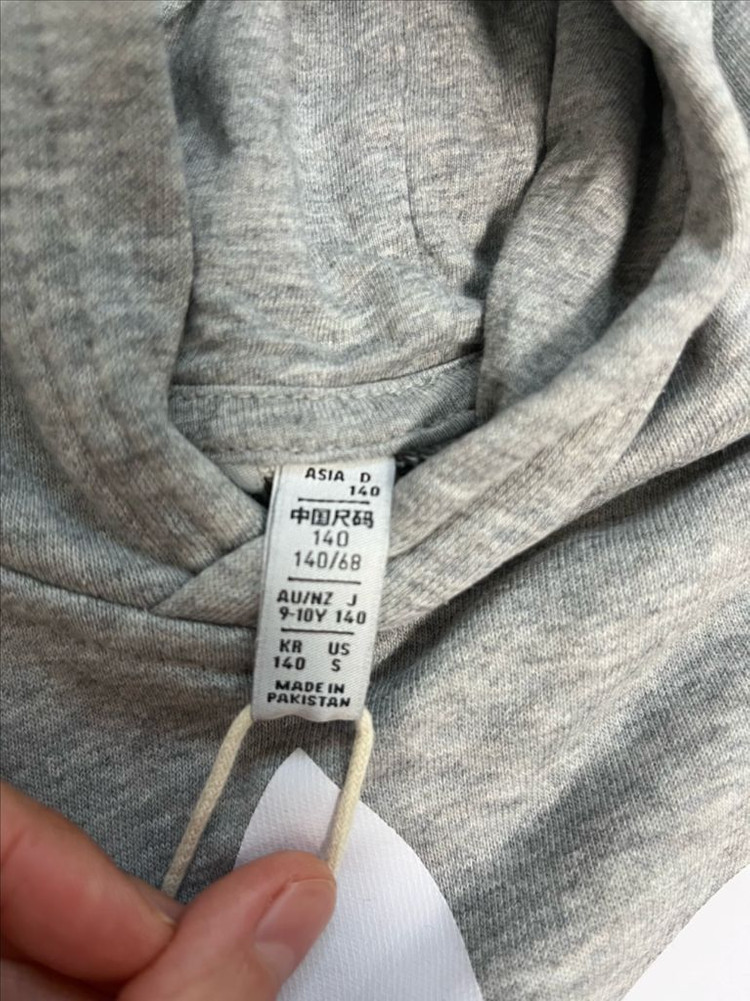 ASIA D
140
中国尺码
140
140/68
AU/NZ J
9-10Y 140
KR US
140 S
MADE IN
PAKISTAN